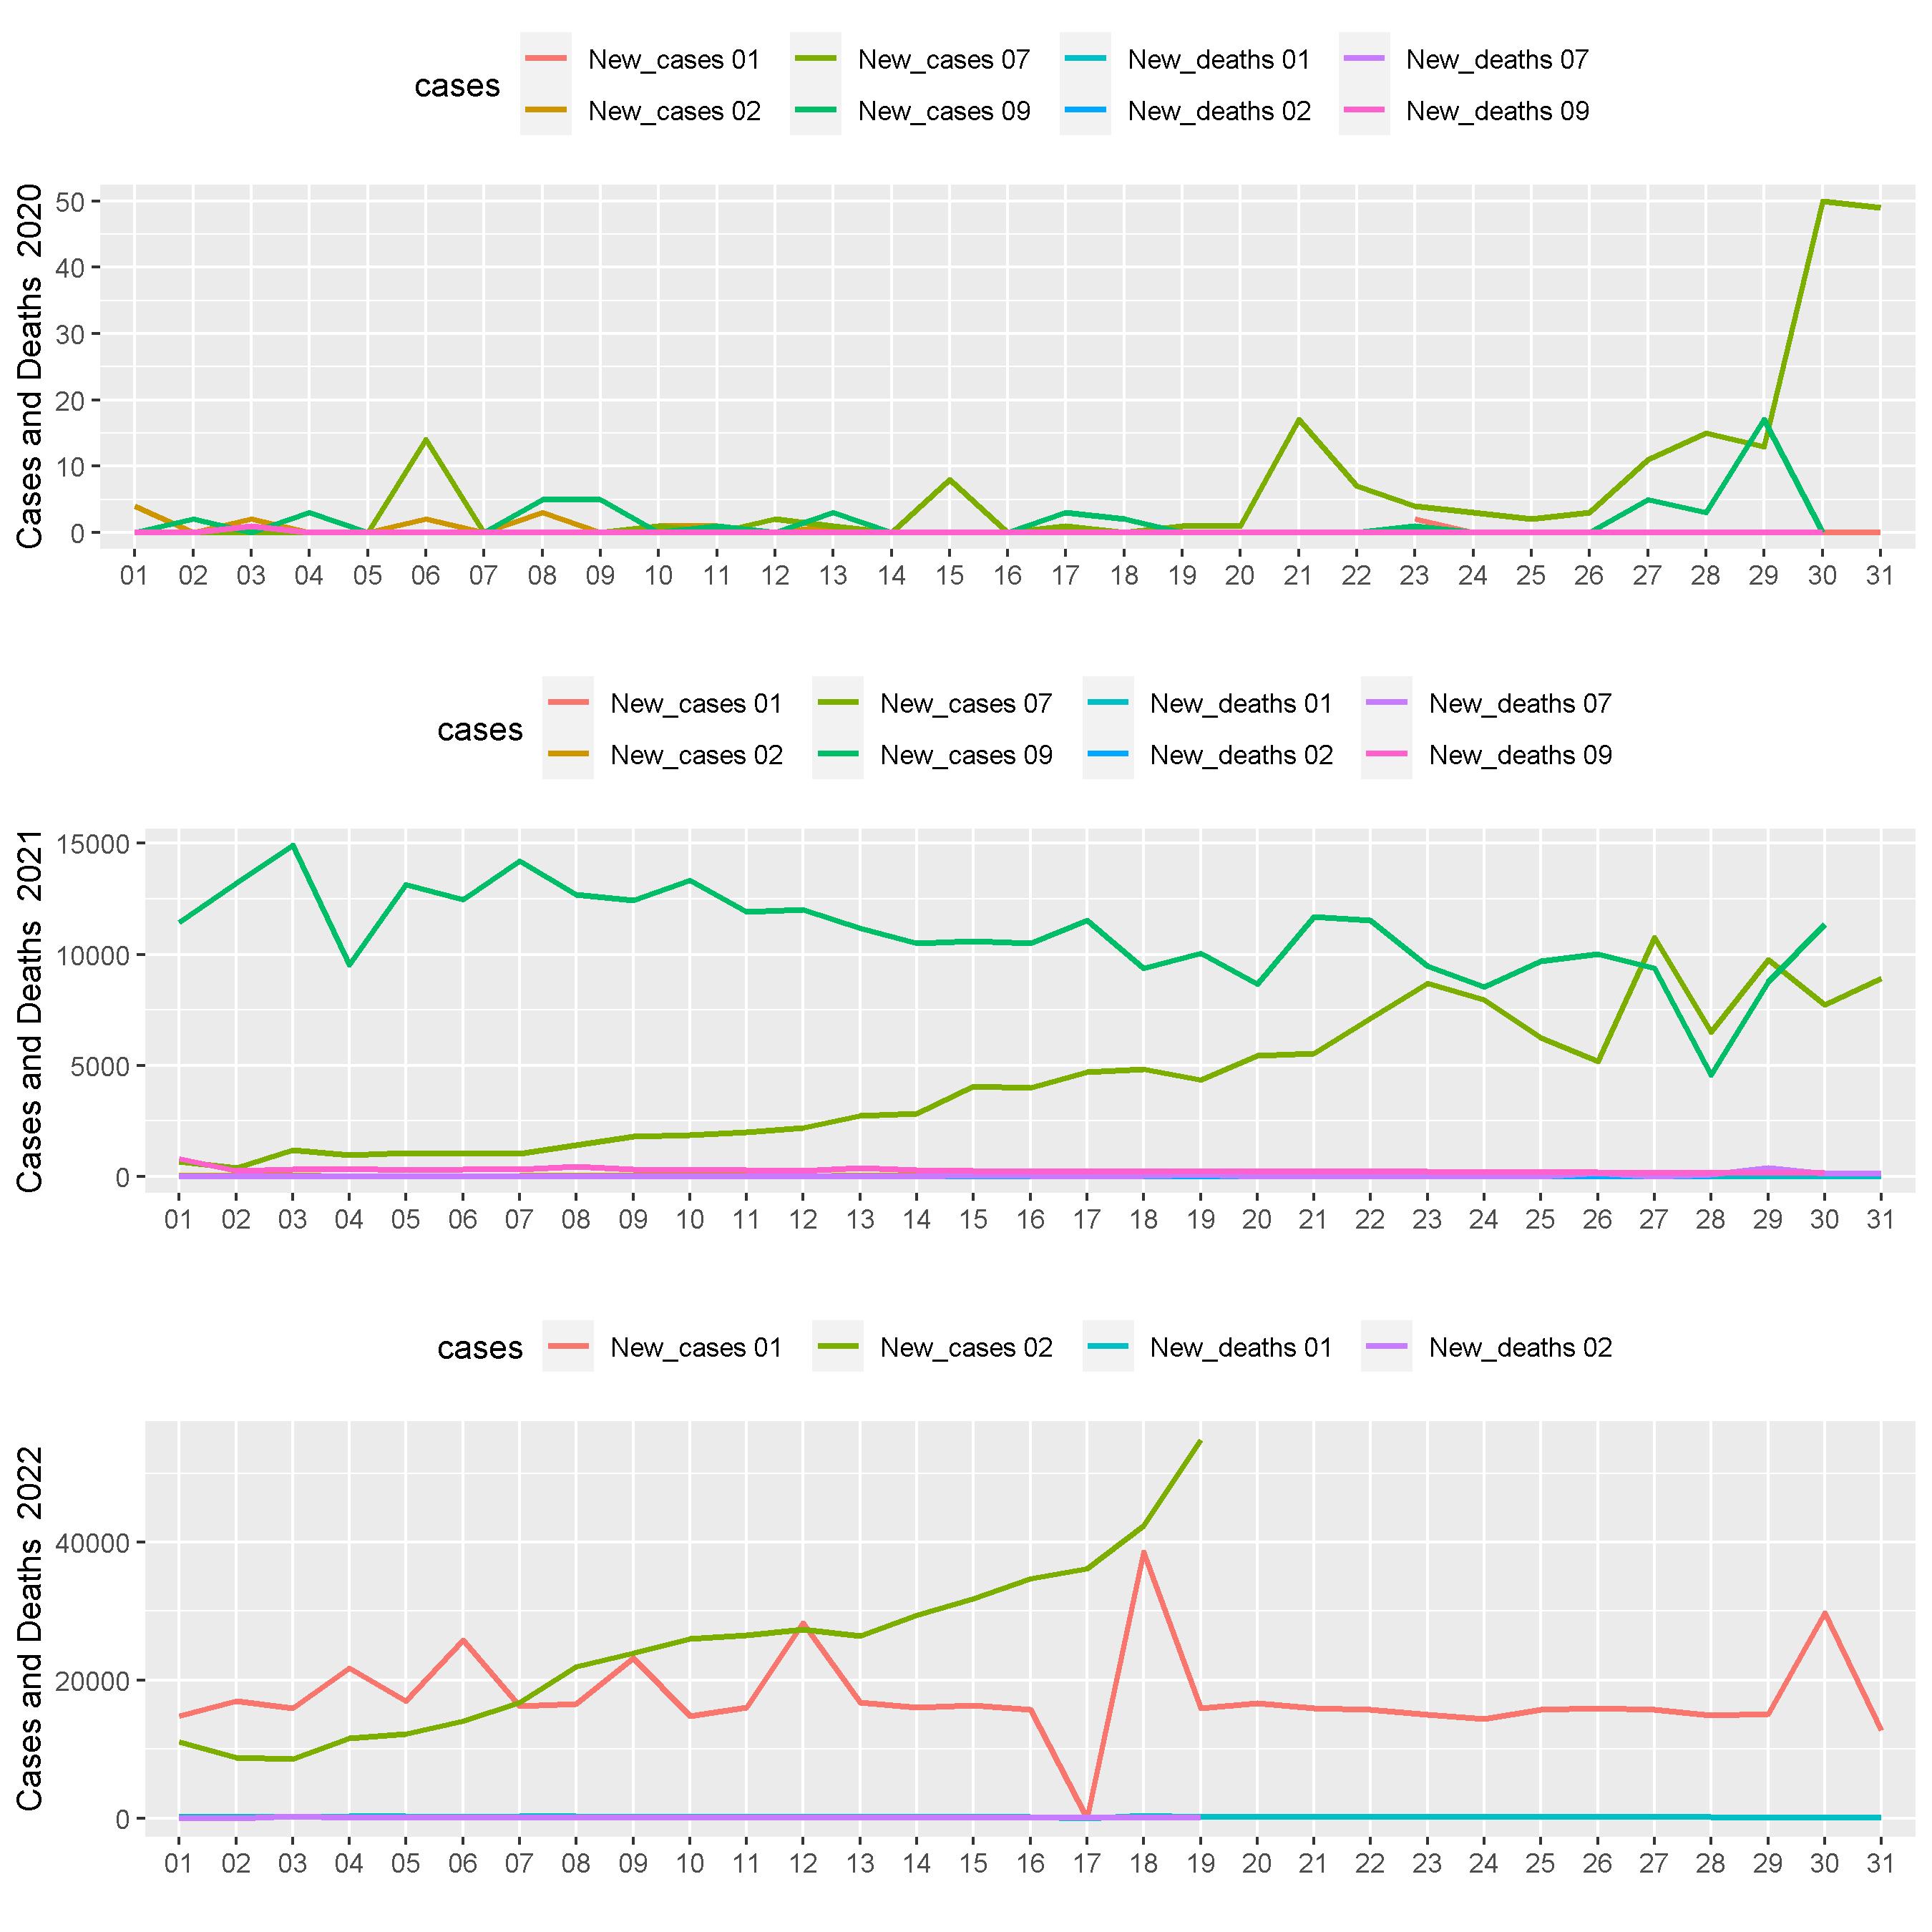 cases New_cases 01 New_cases 07 New_deaths 01 New_deaths 07
New_cases 02 New_cases 09 New_deaths 02 New_deaths 09
Cases and Deaths 2020
50
40
30
20
10
0
01 02 03 04 05 06 07 08 09 10 11 12 13 14 15 16 17 18 19 20 21 22 23 24 25 26 27 28 29 30 31
cases New_cases 01 New_cases 07 New_deaths 01 New_deaths 07
New_cases 02 New_cases 09 New_deaths 02 New_deaths 09
Cases and Deaths 2021
15000
10000
5000
0
01 02 03 04 05 06 07 08 09 10 11 12 13 14 15 16 17 18 19 20 21 22 23 24 25 26 27 28 29 30 31
cases New_cases 01 New_cases 02 New_deaths 01 New_deaths 02
Cases and Deaths 2022
40000
20000
0
01 02 03 04 05 06 07 08 09 10 11 12 13 14 15 16 17 18 19 20 21 22 23 24 25 26 27 28 29 30 31